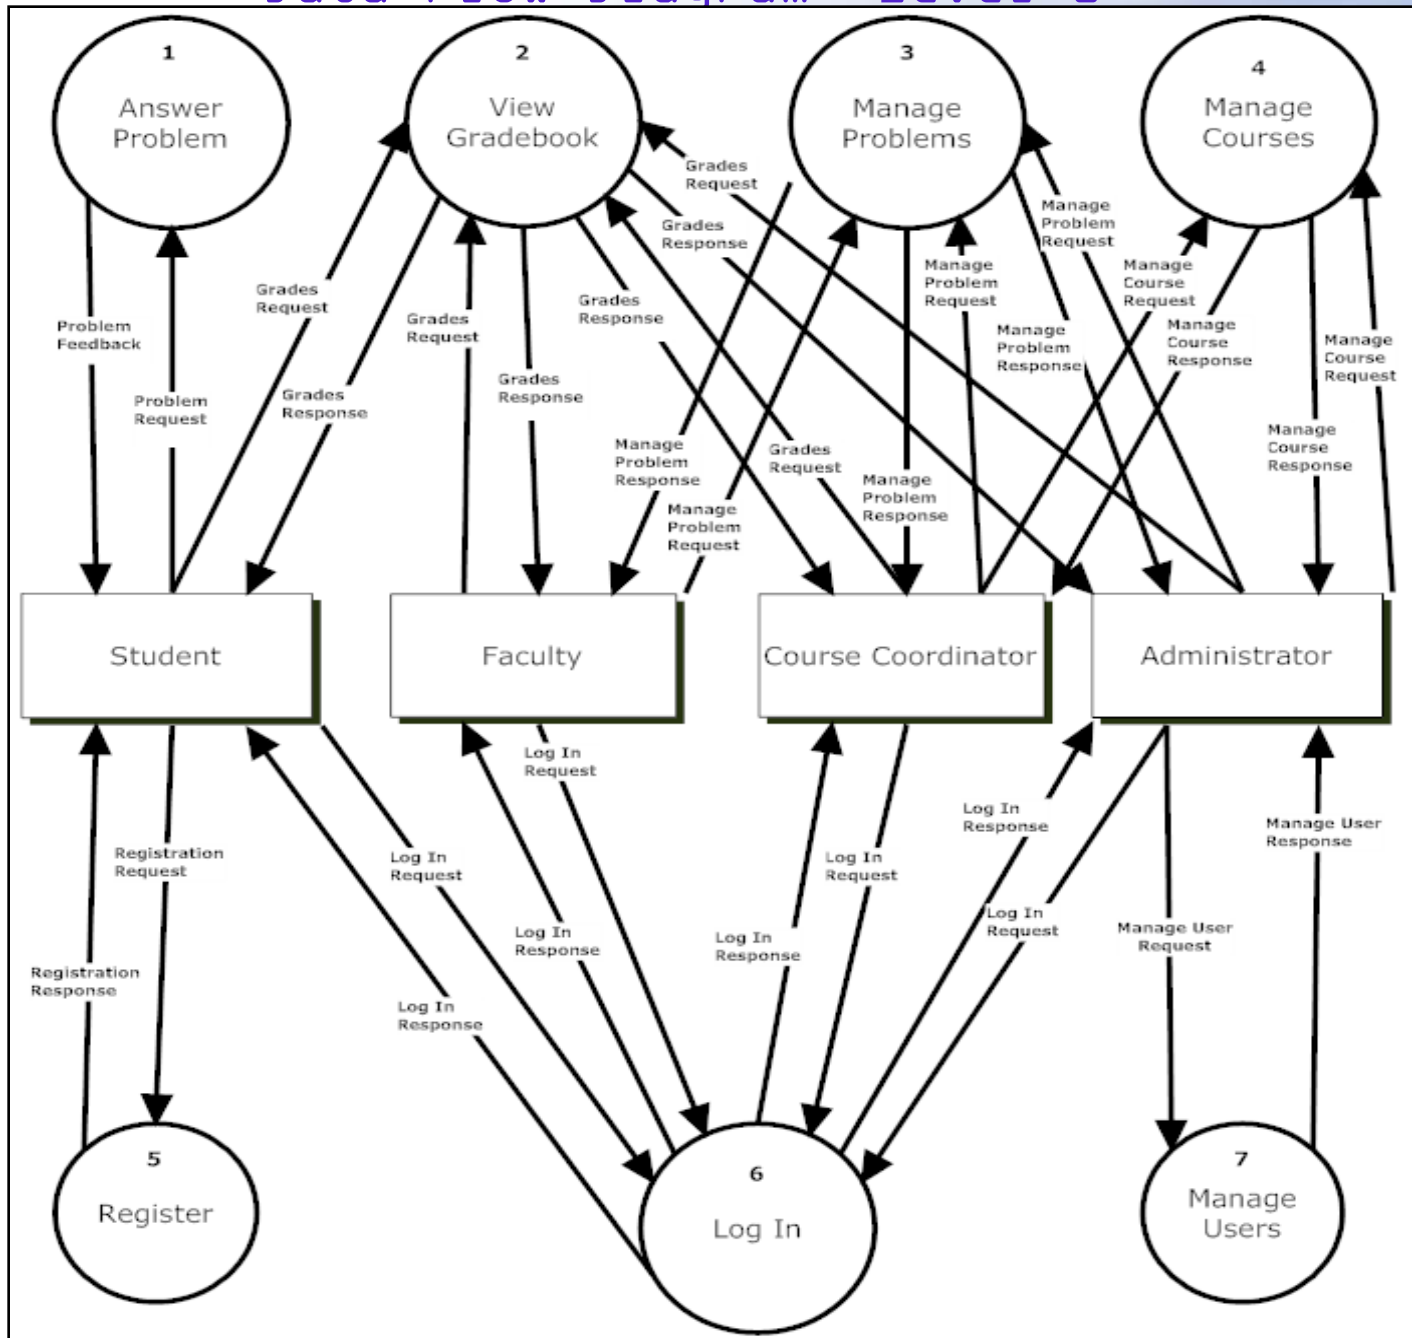 1
Answer
Problem
2
View
Gradebook
3
Manage
Problems
4
Manage
Courses
Grades
Request
Grades
Response
Manage
Problem
Request
Manage
Problem
Request
Manage
Course
Request
Grades
Request
Grades
Response
Grades
Request
Problem
Feedback
Manage
Problem
Response
Manage
Course
Response
Manage
Course
Request
Grades
Response
Grades
Response
Problem
Request
Manage
Problem
Response
Grades
Request
Manage
Course
Response
Manage
Problem
Response
Manage
Problem
Request
Student
Faculty
Course Coordinator
Administrator
Log In
Request
Log In
Response
Manage User
Response
Registration
Request
Log In
Request
Log In
Request
Log In
Request
Manage User
Request
Log In
Response
Log In
Response
Registration
Response
Log In
Response
5
Register
6
Log In
7
Manage
Users